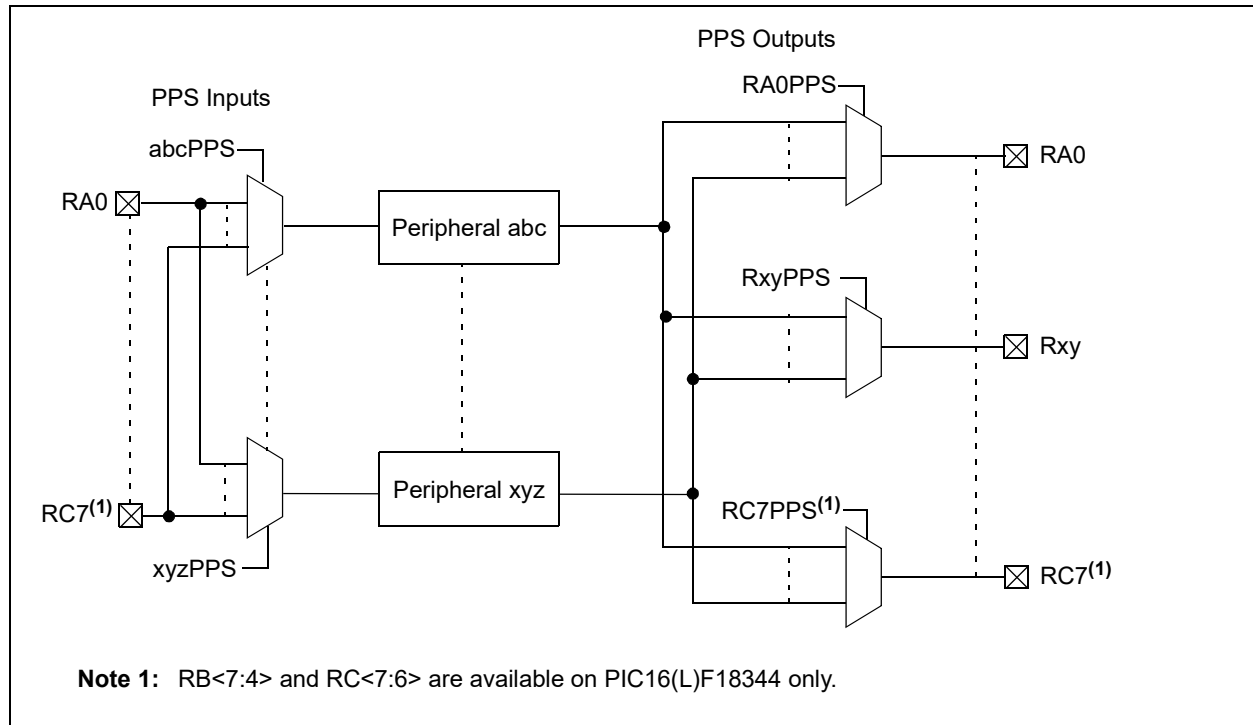 PPS Outputs
RA0PPS
PPS Inputs
abcPPS
RA0
RA0
Peripheral abc
RxyPPS
Rxy
Peripheral xyz
RC7(1)
RC7PPS(1)
xyzPPS
RC7(1)
Note 1: RB<7:4> and RC<7:6> are available on PIC16(L)F18344 only.